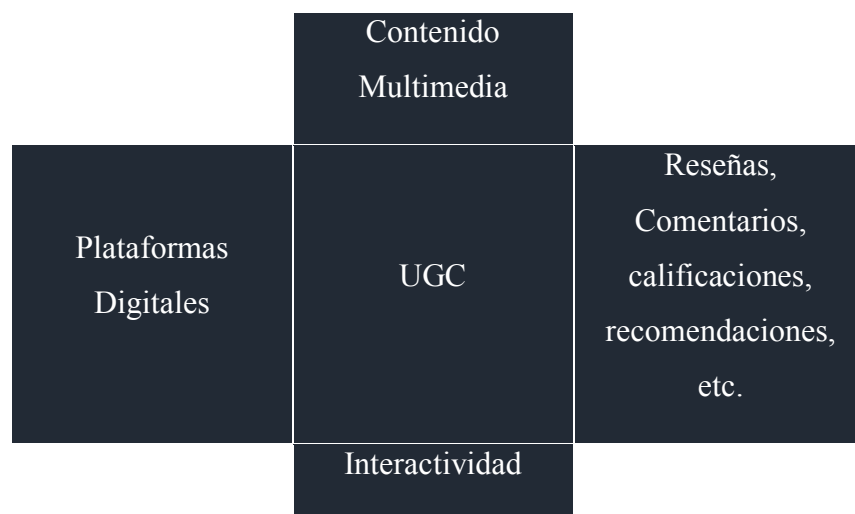 Contenido
Multimedia
Plataformas
Digitales
UGC
Reseñas,
Comentarios,
calificaciones,
recomendaciones,
etc.
Interactividad